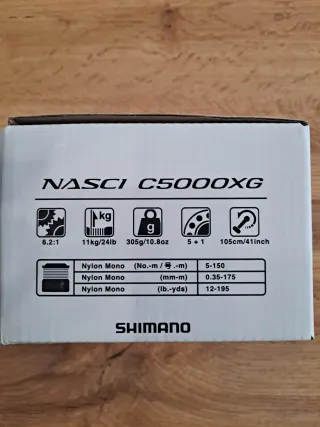 NASCI C5000XG
kg
g
6.2:1 11kg/24lb 305g/10.8oz 5 + 1 105cm/41inch
Nylon Mono (No.-m / 号.-m) 5-150
Nylon Mono (mm-m) 0.35-175
Nylon Mono (lb.-yds) 12-195
SHIMANO